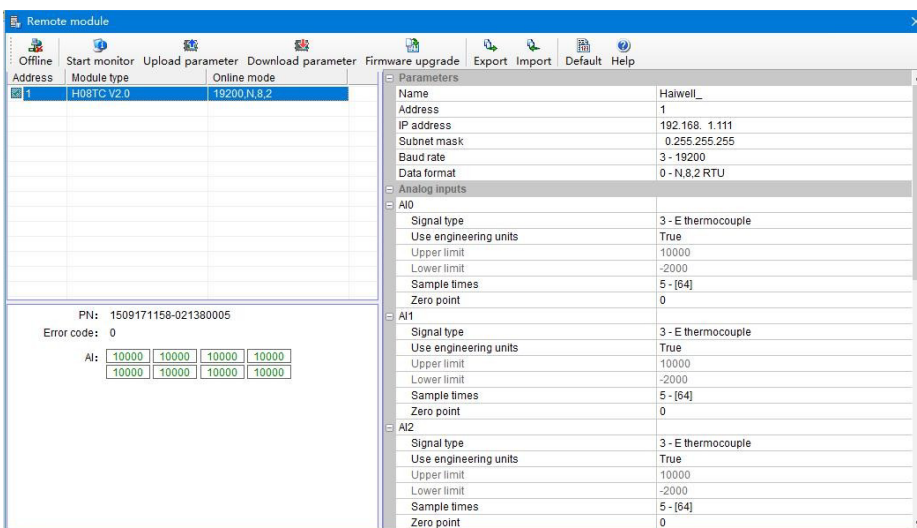 Remote module
Offline Start monitor Upload parameter Download parameter Firmware upgrade Export Import Default Help
Address Module type Online mode
1 H08TC V2.0 19200,N,8,2
PN: 1509171158-021380005
Error code: 0
AI: 10000 10000 10000 10000
10000 10000 10000 10000
Parameters
Name Haiwell_
Address 1
IP address 192.168. 1.111
Subnet mask 0.255.255.255
Baud rate 3 - 19200
Data format 0 - N,8,2 RTU
Analog inputs
AI0
Signal type 3 - E thermocouple
Use engineering units True
Upper limit 10000
Lower limit -2000
Sample times 5 - [64]
Zero point 0
AI1
Signal type 3 - E thermocouple
Use engineering units True
Upper limit 10000
Lower limit -2000
Sample times 5 - [64]
Zero point 0
AI2
Signal type 3 - E thermocouple
Use engineering units True
Upper limit 10000
Lower limit -2000
Sample times 5 - [64]
Zero point 0